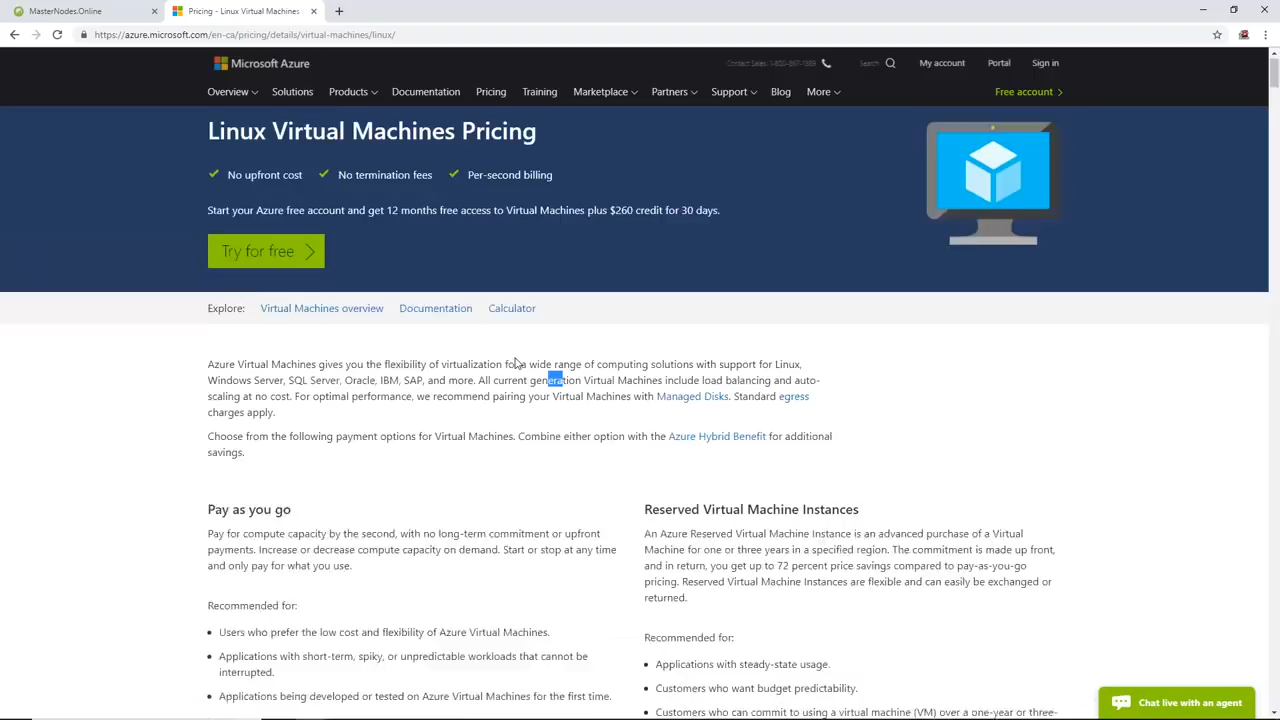 MasterNodes.Online
Pricing - Linux Virtual Machines
https://azure.microsoft.com/en-ca/pricing/details/virtual-machines/linux/
Microsoft Azure
Contact Sales: 1-800-867-1389
Search
My account
Portal
Sign in
Overview
Solutions
Products
Documentation
Pricing
Training
Marketplace
Partners
Support
Blog
More
Free account
Linux Virtual Machines Pricing
No upfront cost
No termination fees
Per-second billing
Start your Azure free account and get 12 months free access to Virtual Machines plus $260 credit for 30 days.
Try for free
Explore:
Virtual Machines overview
Documentation
Calculator
Azure Virtual Machines gives you the flexibility of virtualization for a wide range of computing solutions with support for Linux,
Windows Server, SQL Server, Oracle, IBM, SAP, and more. All current generation Virtual Machines include load balancing and auto-
scaling at no cost. For optimal performance, we recommend pairing your Virtual Machines with Managed Disks. Standard egress
charges apply.
Choose from the following payment options for Virtual Machines. Combine either option with the Azure Hybrid Benefit for additional
savings.
Pay as you go
Pay for compute capacity by the second, with no long-term commitment or upfront
payments. Increase or decrease compute capacity on demand. Start or stop at any time
and only pay for what you use.
Recommended for:
Users who prefer the low cost and flexibility of Azure Virtual Machines.
Applications with short-term, spiky, or unpredictable workloads that cannot be
interrupted.
Applications being developed or tested on Azure Virtual Machines for the first time.
Reserved Virtual Machine Instances
An Azure Reserved Virtual Machine Instance is an advanced purchase of a Virtual
Machine for one or three years in a specified region. The commitment is made up front,
and in return, you get up to 72 percent price savings compared to pay-as-you-go
pricing. Reserved Virtual Machine Instances are flexible and can easily be exchanged or
returned.
Recommended for:
Applications with steady-state usage.
Customers who want budget predictability.
Customers who can commit to using a virtual machine (VM) over a one-year or three-
Chat live with an agent